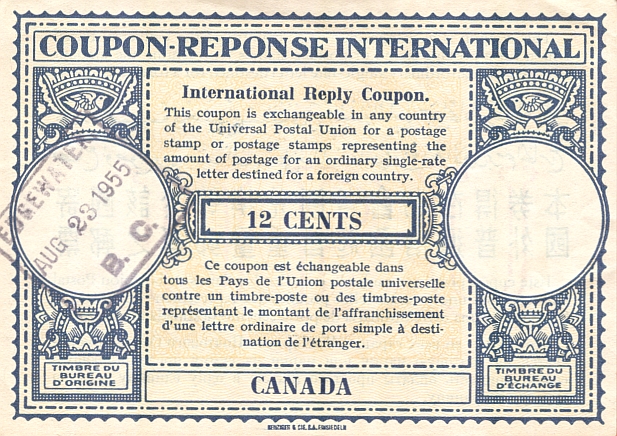 COUPON-REPONSE INTERNATIONAL
International Reply Coupon.
This coupon is exchangeable in any country
of the Universal Postal Union for a postage
stamp or postage stamps representing the
amount of postage for an ordinary single-rate
letter destined for a foreign country.
EDGEWATER
AUG 23 1955
B. C.
12 CENTS
Ce coupon est échangeable dans
tous les Pays de l'Union postale universelle
contre un timbre-poste ou des timbres-poste
représentant le montant de l'affranchissement
d'une lettre ordinaire de port simple à desti-
nation de l'étranger.
TIMBRE DU
BUREAU
D'ORIGINE
CANADA
TIMBRE DU
BUREAU
D'ÉCHANGE
BENZIGER & CIE. S.A. EINSIEDELN